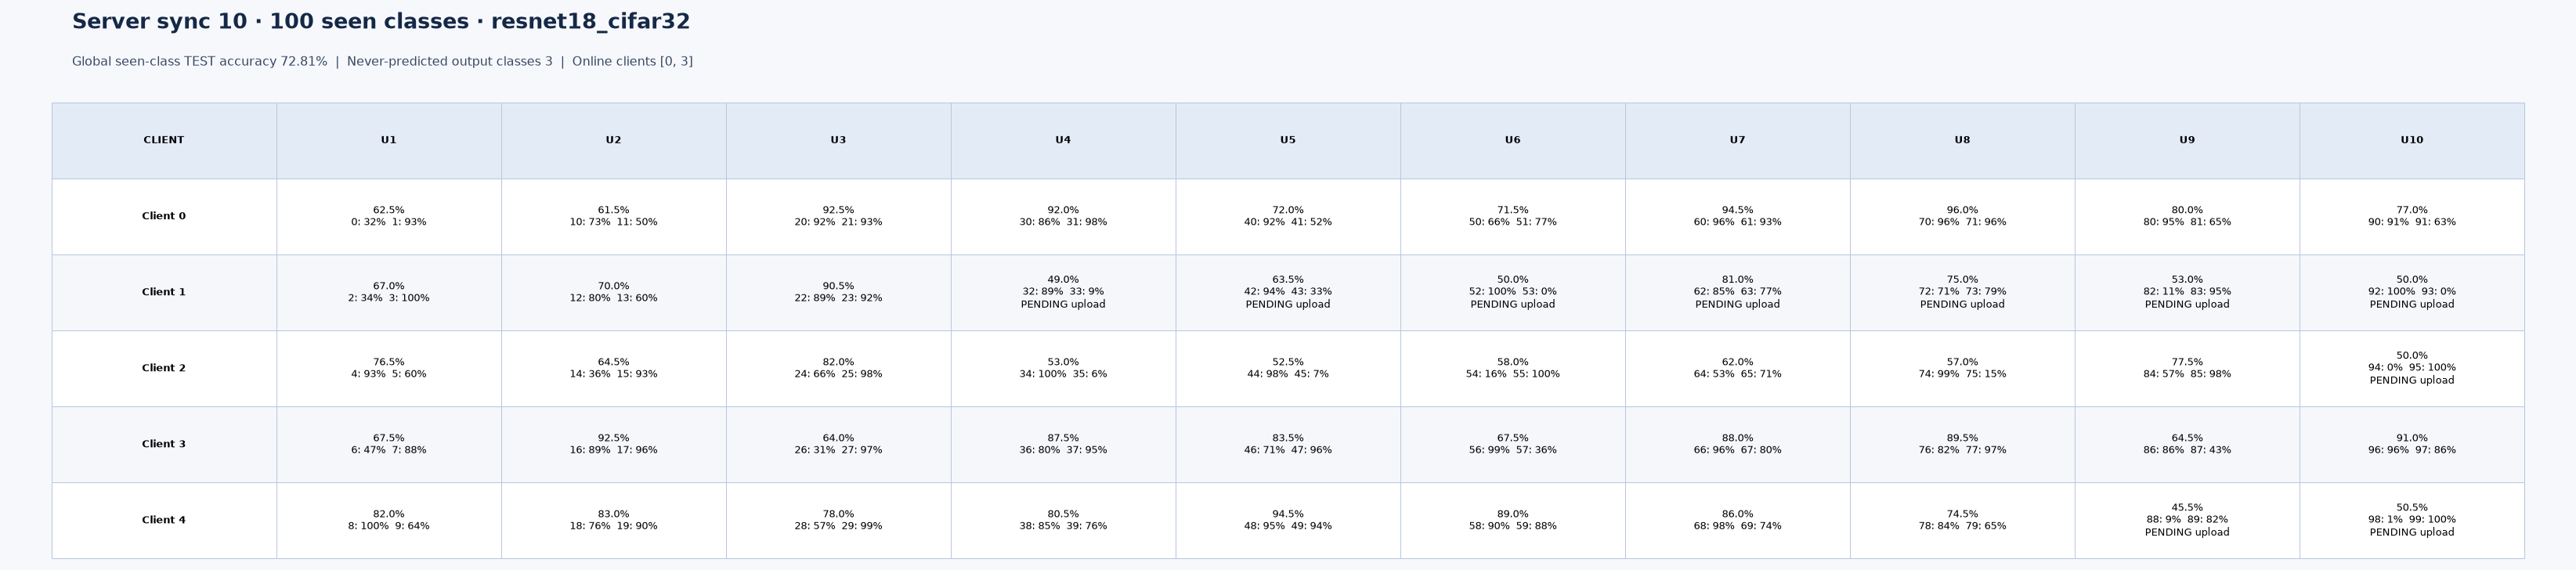 Server sync 10 · 100 seen classes · resnet18_cifar32
Global seen-class TEST accuracy 72.81% | Never-predicted output classes 3 | Online clients [0, 3]
CLIENT U1 U2 U3 U4 U5 U6 U7 U8 U9 U10
Client 0
62.5%
0: 32% 1: 93%
61.5%
10: 73% 11: 50%
92.5%
20: 92% 21: 93%
92.0%
30: 86% 31: 98%
72.0%
40: 92% 41: 52%
71.5%
50: 66% 51: 77%
94.5%
60: 96% 61: 93%
96.0%
70: 96% 71: 96%
80.0%
80: 95% 81: 65%
77.0%
90: 91% 91: 63%
Client 1
67.0%
2: 34% 3: 100%
70.0%
12: 80% 13: 60%
90.5%
22: 89% 23: 92%
49.0%
32: 89% 33: 9%
PENDING upload
63.5%
42: 94% 43: 33%
PENDING upload
50.0%
52: 100% 53: 0%
PENDING upload
81.0%
62: 85% 63: 77%
PENDING upload
75.0%
72: 71% 73: 79%
PENDING upload
53.0%
82: 11% 83: 95%
PENDING upload
50.0%
92: 100% 93: 0%
PENDING upload
Client 2
76.5%
4: 93% 5: 60%
64.5%
14: 36% 15: 93%
82.0%
24: 66% 25: 98%
53.0%
34: 100% 35: 6%
52.5%
44: 98% 45: 7%
58.0%
54: 16% 55: 100%
62.0%
64: 53% 65: 71%
57.0%
74: 99% 75: 15%
77.5%
84: 57% 85: 98%
50.0%
94: 0% 95: 100%
PENDING upload
Client 3
67.5%
6: 47% 7: 88%
92.5%
16: 89% 17: 96%
64.0%
26: 31% 27: 97%
87.5%
36: 80% 37: 95%
83.5%
46: 71% 47: 96%
67.5%
56: 99% 57: 36%
88.0%
66: 96% 67: 80%
89.5%
76: 82% 77: 97%
64.5%
86: 86% 87: 43%
91.0%
96: 96% 97: 86%
Client 4
82.0%
8: 100% 9: 64%
83.0%
18: 76% 19: 90%
78.0%
28: 57% 29: 99%
80.5%
38: 85% 39: 76%
94.5%
48: 95% 49: 94%
89.0%
58: 90% 59: 88%
86.0%
68: 98% 69: 74%
74.5%
78: 84% 79: 65%
45.5%
88: 9% 89: 82%
PENDING upload
50.5%
98: 1% 99: 100%
PENDING upload